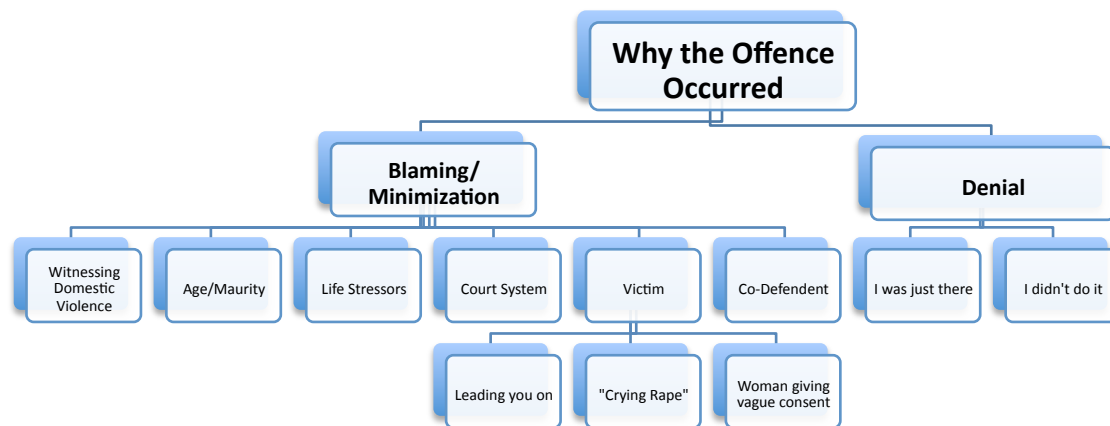 Why the Offence
Occurred
Blaming/
Minimization
Denial
Witnessing
Domestic
Violence
Age/Maurity
Life Stressors
Court System
Victim
Co-Defendent
I was just there
I didn't do it
Leading you on
"Crying Rape"
Woman giving
vague consent